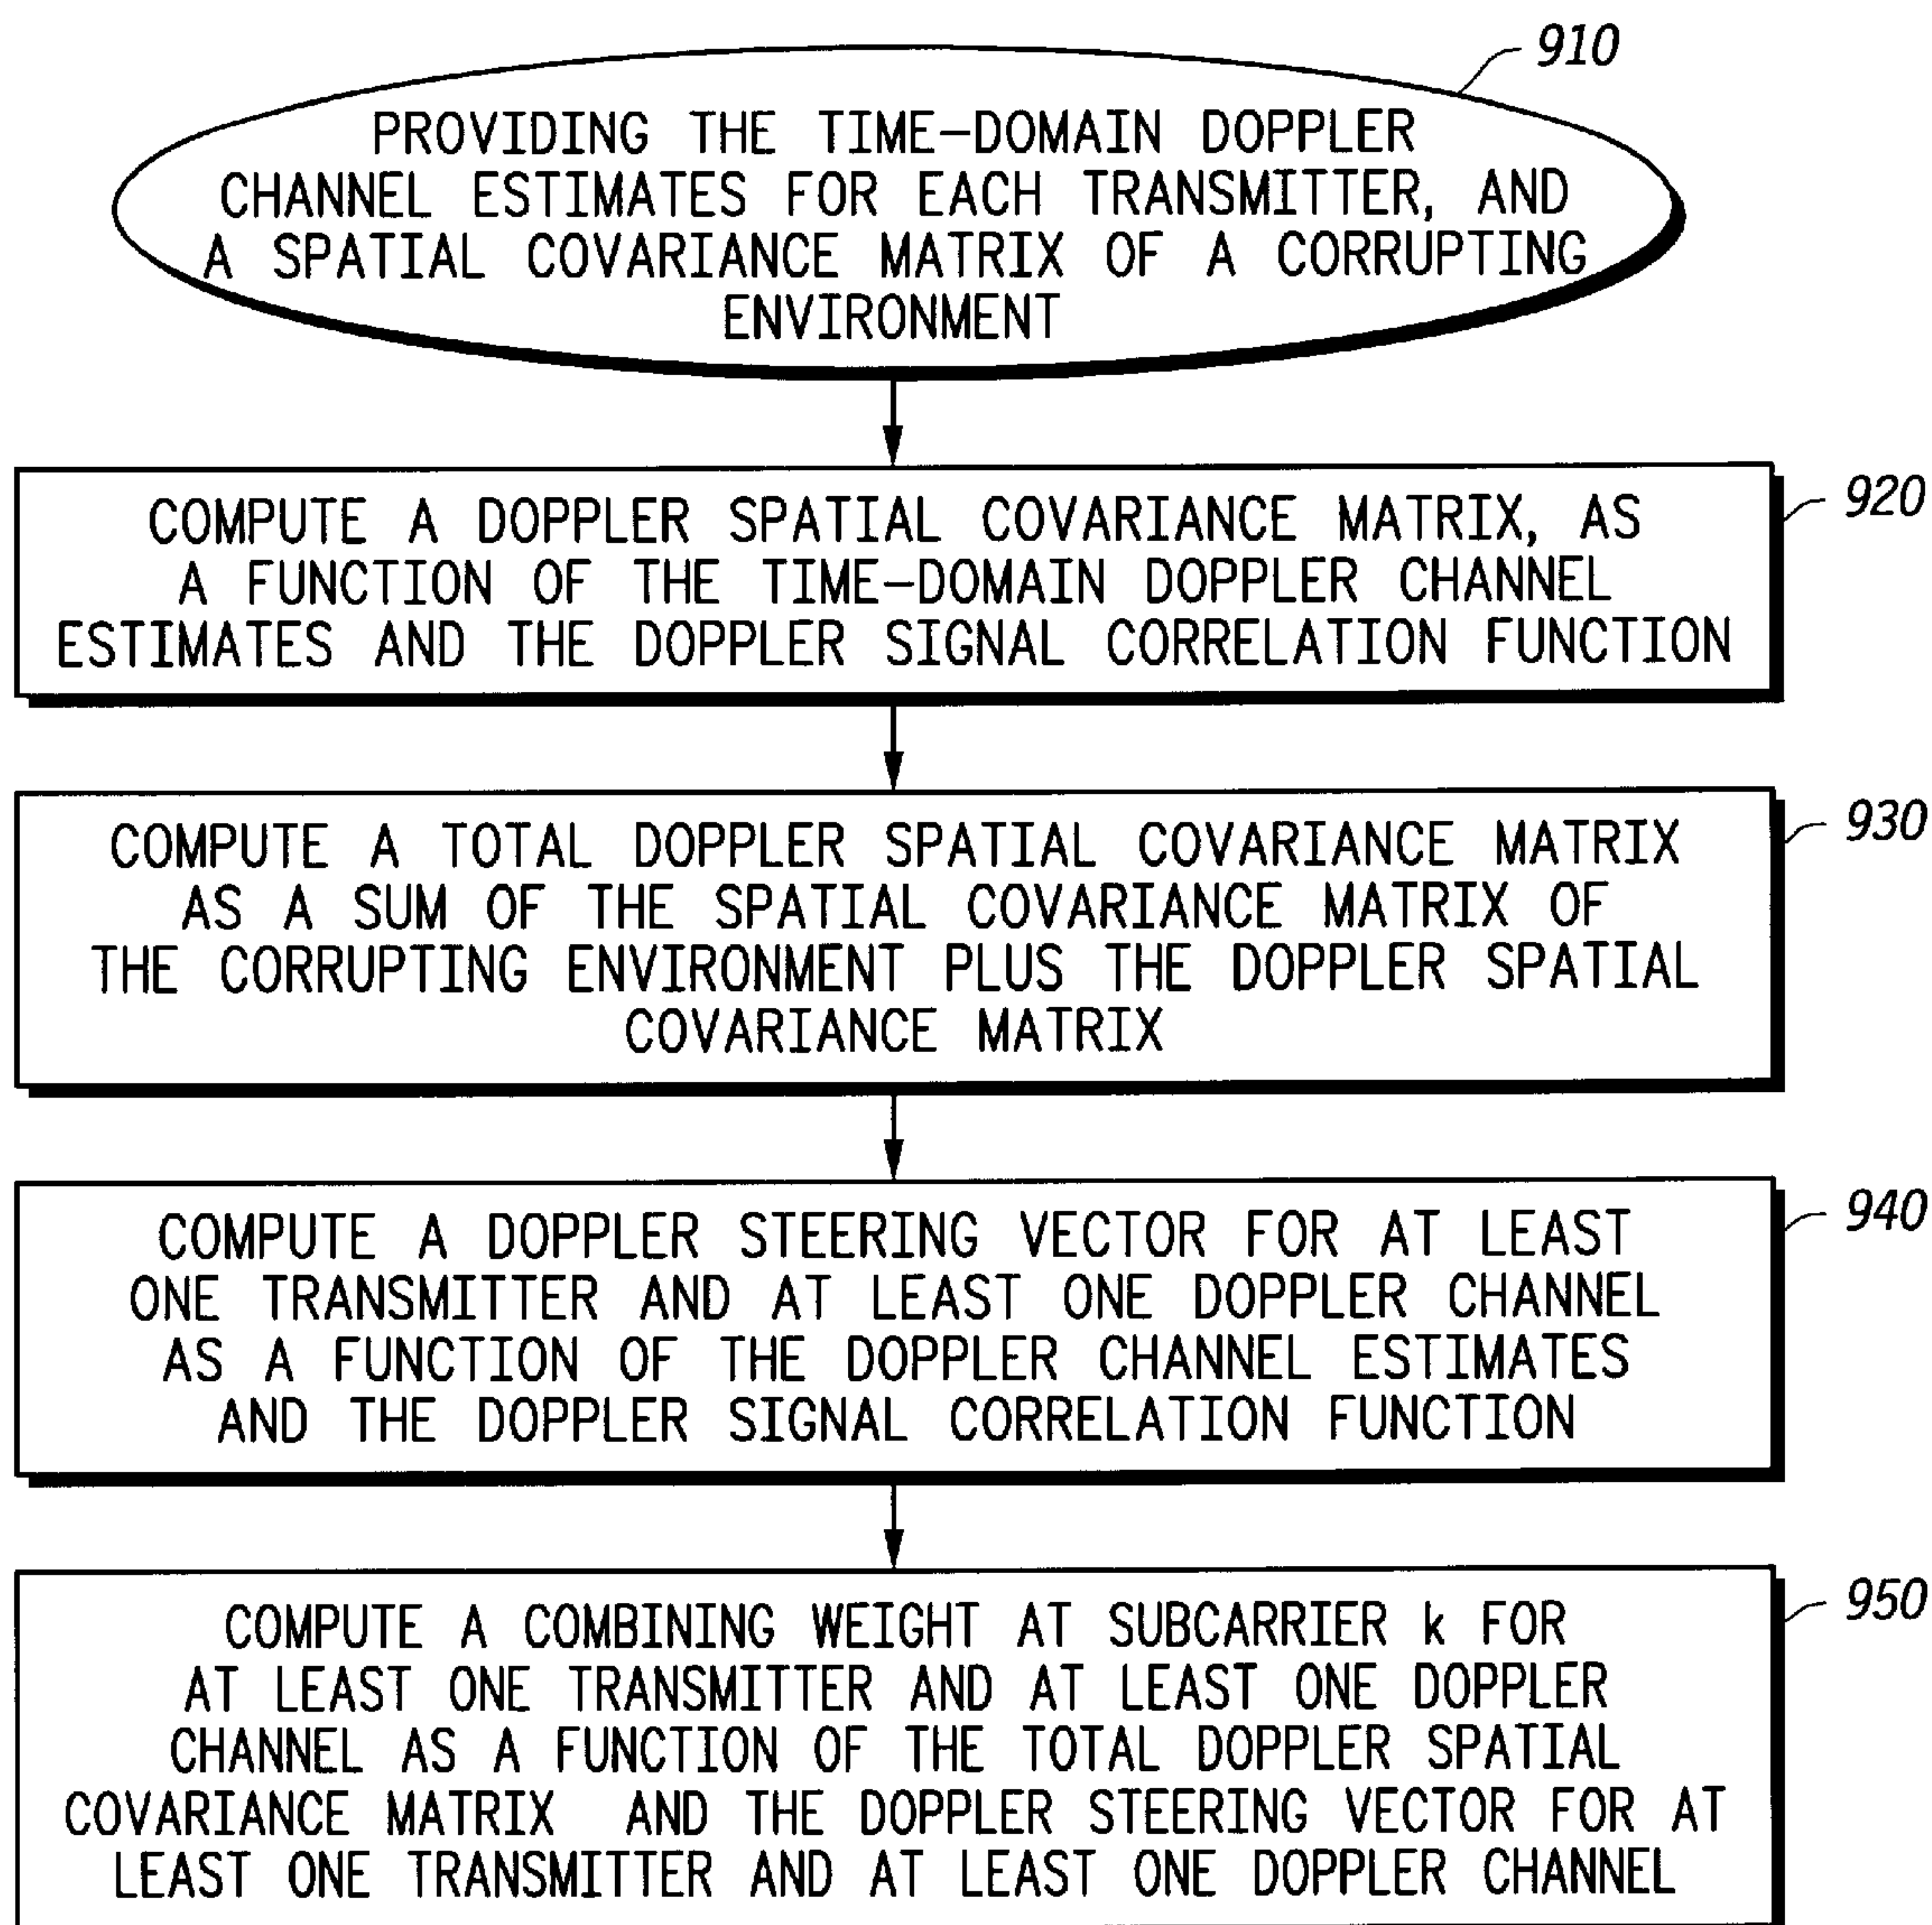 910
PROVIDING THE TIME-DOMAIN DOPPLER
CHANNEL ESTIMATES FOR EACH TRANSMITTER, AND
A SPATIAL COVARIANCE MATRIX OF A CORRUPTING
ENVIRONMENT
920
COMPUTE A DOPPLER SPATIAL COVARIANCE MATRIX, AS
A FUNCTION OF THE TIME-DOMAIN DOPPLER CHANNEL
ESTIMATES AND THE DOPPLER SIGNAL CORRELATION FUNCTION
930
COMPUTE A TOTAL DOPPLER SPATIAL COVARIANCE MATRIX
AS A SUM OF THE SPATIAL COVARIANCE MATRIX OF
THE CORRUPTING ENVIRONMENT PLUS THE DOPPLER SPATIAL
COVARIANCE MATRIX
940
COMPUTE A DOPPLER STEERING VECTOR FOR AT LEAST
ONE TRANSMITTER AND AT LEAST ONE DOPPLER CHANNEL
AS A FUNCTION OF THE DOPPLER CHANNEL ESTIMATES
AND THE DOPPLER SIGNAL CORRELATION FUNCTION
950
COMPUTE A COMBINING WEIGHT AT SUBCARRIER k FOR
AT LEAST ONE TRANSMITTER AND AT LEAST ONE DOPPLER
CHANNEL AS A FUNCTION OF THE TOTAL DOPPLER SPATIAL
COVARIANCE MATRIX AND THE DOPPLER STEERING VECTOR FOR AT
LEAST ONE TRANSMITTER AND AT LEAST ONE DOPPLER CHANNEL